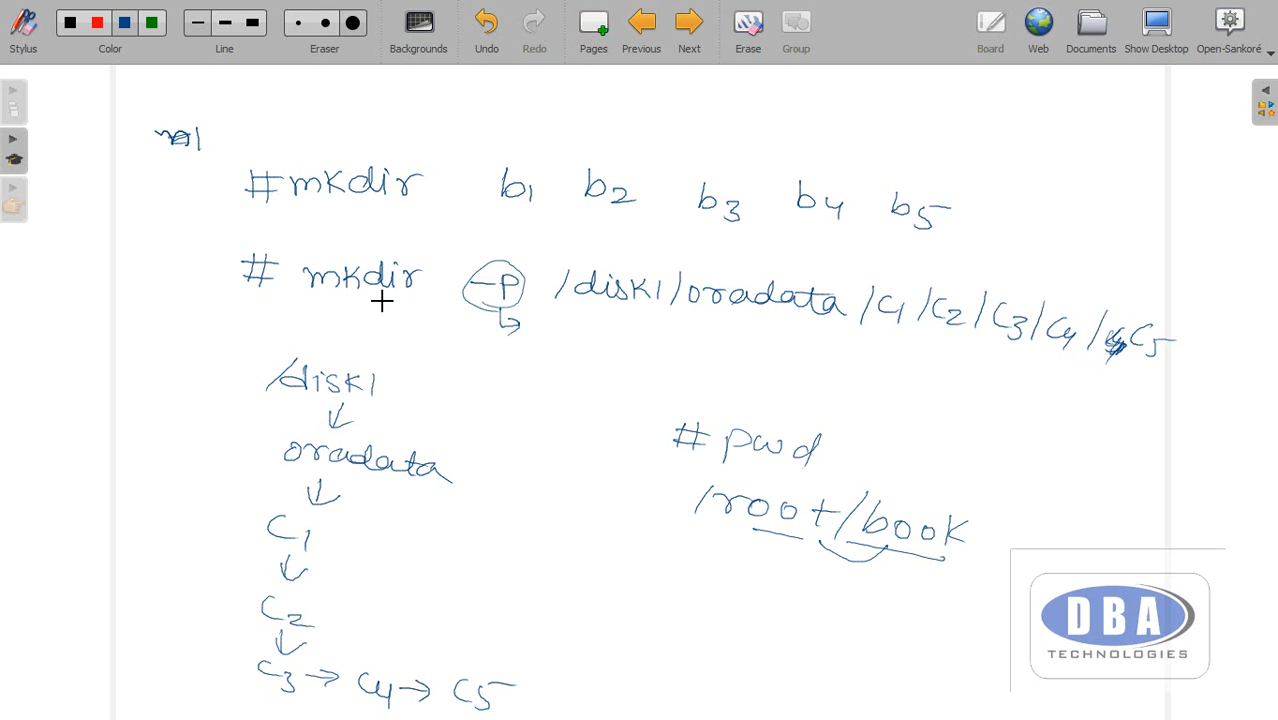 Stylus Color Line Eraser Backgrounds Undo Redo Pages Previous Next Erase Group Board Web Documents Show Desktop Open-Sankoré
#mkdir b1 b2 b3 b4 b5
# mkdir -p /disk1/oradata/c1/c2/c3/c4/c5
/disk1
↓
oradata
↓
C1
↓
C2
↓
C3 → C4 → C5
# pwd
/root/book
DBA
TECHNOLOGIES